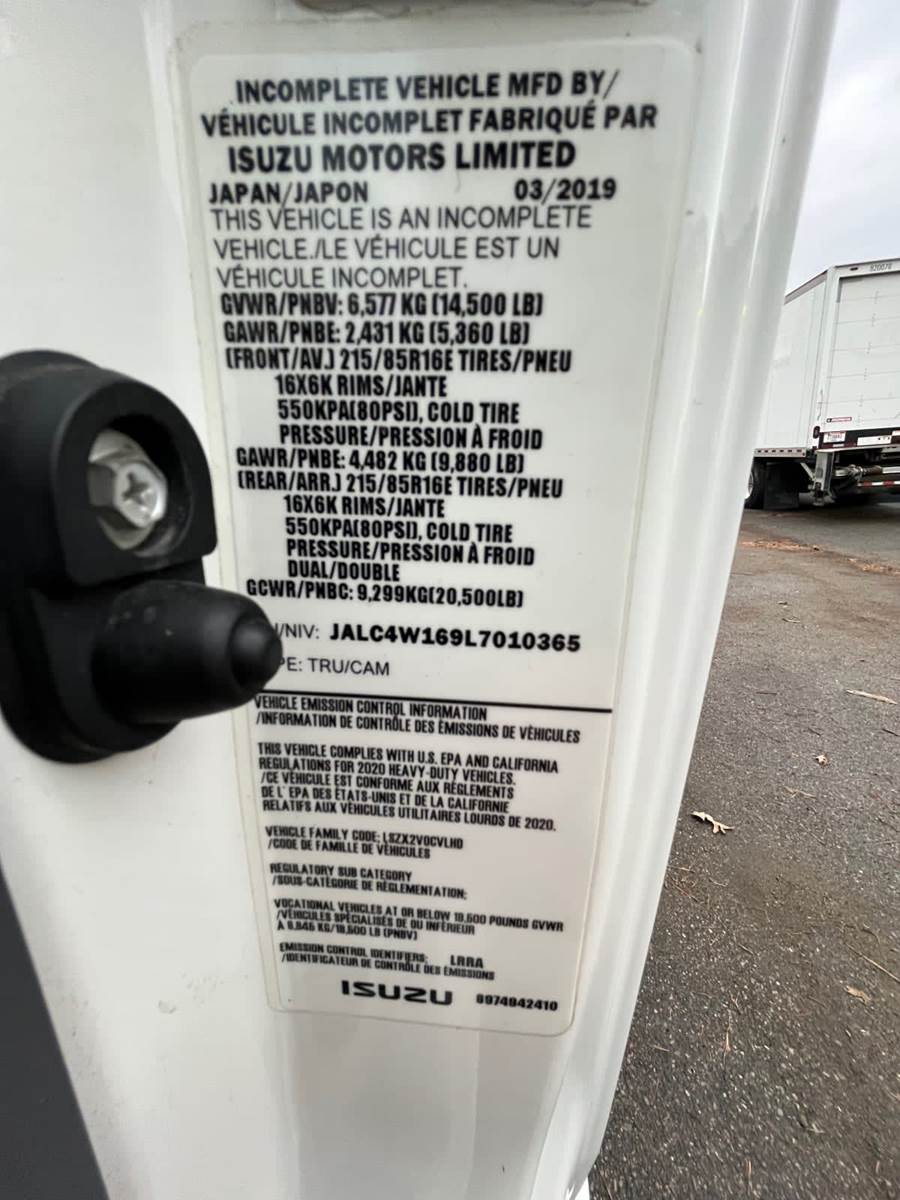 INCOMPLETE VEHICLE MFD BY/
VÉHICULE INCOMPLET FABRIQUÉ PAR
ISUZU MOTORS LIMITED
JAPAN/JAPON 03/2019
THIS VEHICLE IS AN INCOMPLETE
VEHICLE./LE VÉHICULE EST UN
VÉHICULE INCOMPLET.
GVWR/PNBV: 6,577 KG (14,500 LB)
GAWR/PNBE: 2,431 KG (5,360 LB)
(FRONT/AV.) 215/85R16E TIRES/PNEU
16X6K RIMS/JANTE
550KPA(80PSI), COLD TIRE
PRESSURE/PRESSION À FROID
GAWR/PNBE: 4,482 KG (9,880 LB)
(REAR/ARR.) 215/85R16E TIRES/PNEU
16X6K RIMS/JANTE
550KPA(80PSI), COLD TIRE
PRESSURE/PRESSION À FROID
DUAL/DOUBLE
GCWR/PNBC: 9,299KG(20,500LB)
/NIV: JALC4W169L7010365
PE: TRU/CAM
VEHICLE EMISSION CONTROL INFORMATION
/INFORMATION DE CONTRÔLE DES ÉMISSIONS DE VÉHICULES
THIS VEHICLE COMPLIES WITH U.S. EPA AND CALIFORNIA
REGULATIONS FOR 2020 HEAVY-DUTY VEHICLES.
/CE VÉHICULE EST CONFORME AUX RÈGLEMENTS
DE L' EPA DES ÉTATS-UNIS ET DE LA CALIFORNIE
RELATIFS AUX VÉHICULES UTILITAIRES LOURDS DE 2020.
VEHICLE FAMILY CODE: LSZX2VOCVLHD
/CODE DE FAMILLE DE VÉHICULES
REGULATORY SUB CATEGORY
/SOUS-CATÉGORIE DE RÉGLEMENTATION:
VOCATIONAL VEHICLES AT OR BELOW 19,500 POUNDS GVWR
/VÉHICULES SPÉCIALISÉS DE OU INFÉRIEUR
À 8,845 KG/19,500 LB (PNBV)
EMISSION CONTROL IDENTIFIERS: LRRA
/IDENTIFICATEUR DE CONTRÔLE DES ÉMISSIONS
ISUZU 8974942410